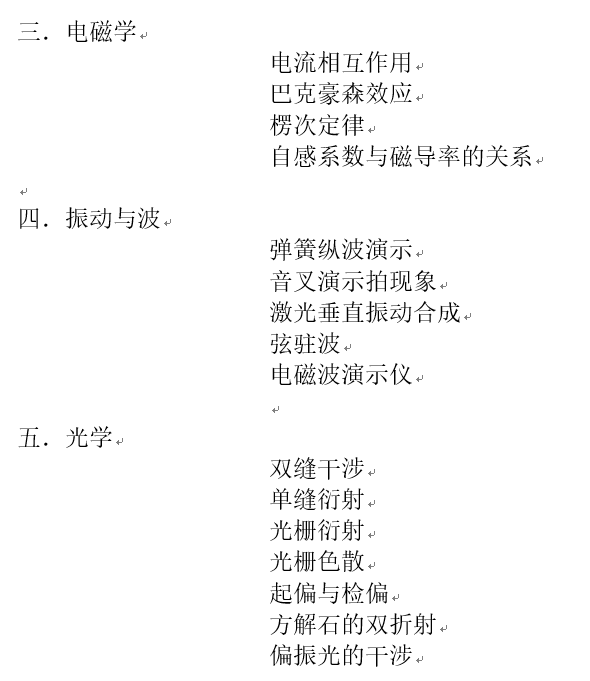 三．电磁学
电流相互作用
巴克豪森效应
楞次定律
自感系数与磁导率的关系
四．振动与波
弹簧纵波演示
音叉演示拍现象
激光垂直振动合成
弦驻波
电磁波演示仪
五．光学
双缝干涉
单缝衍射
光栅衍射
光栅色散
起偏与检偏
方解石的双折射
偏振光的干涉